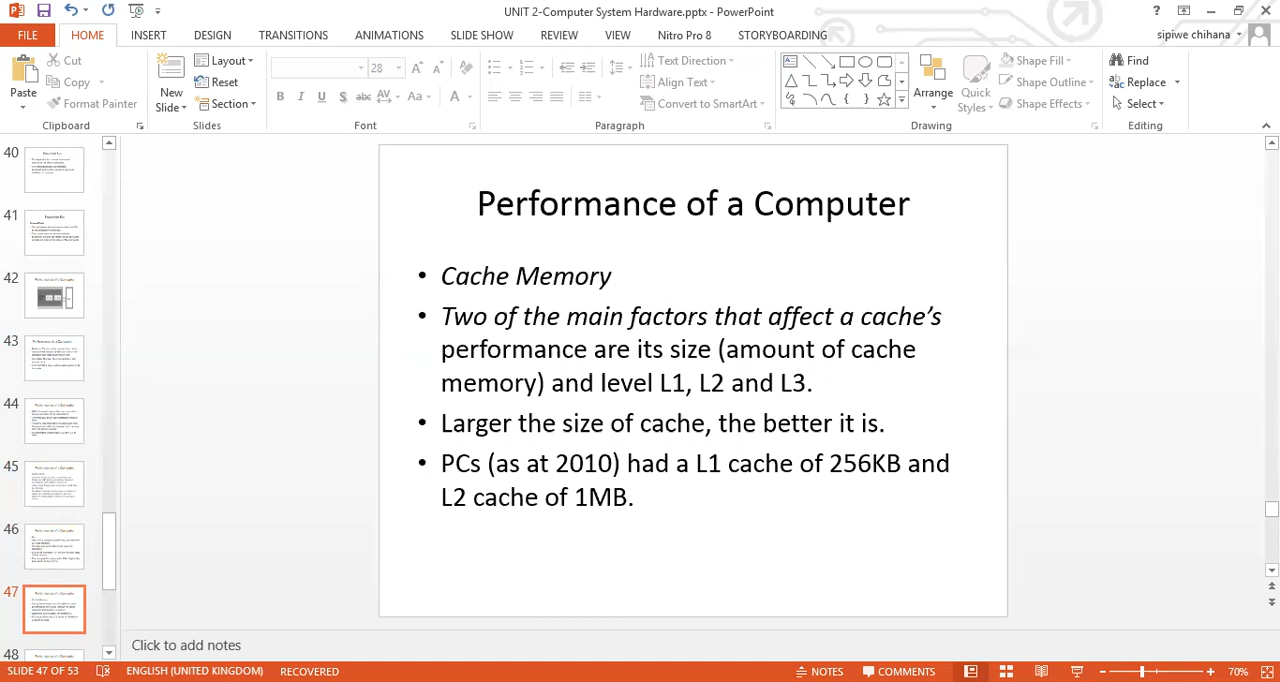 UNIT 2-Computer System Hardware.pptx - PowerPoint
?
FILE HOME INSERT DESIGN TRANSITIONS ANIMATIONS SLIDE SHOW REVIEW VIEW Nitro Pro 8 STORYBOARDING sipiwe chihana
Paste
Cut
Copy
Format Painter
Clipboard
New
Slide
Layout
Reset
Section
Slides
28
B I U S abc AV Aa A
Font
Text Direction
Align Text
Convert to SmartArt
Paragraph
Arrange
Quick
Styles
Shape Fill
Shape Outline
Shape Effects
Drawing
Find
Replace
Select
Editing
40
41
42
43
44
45
46
47
48
Performance of a Computer
• Cache Memory
• Two of the main factors that affect a cache’s
performance are its size (amount of cache
memory) and level L1, L2 and L3.
• Larger the size of cache, the better it is.
• PCs (as at 2010) had a L1 cache of 256KB and
L2 cache of 1MB.
Click to add notes
SLIDE 47 OF 53 ENGLISH (UNITED KINGDOM) RECOVERED NOTES COMMENTS 70%